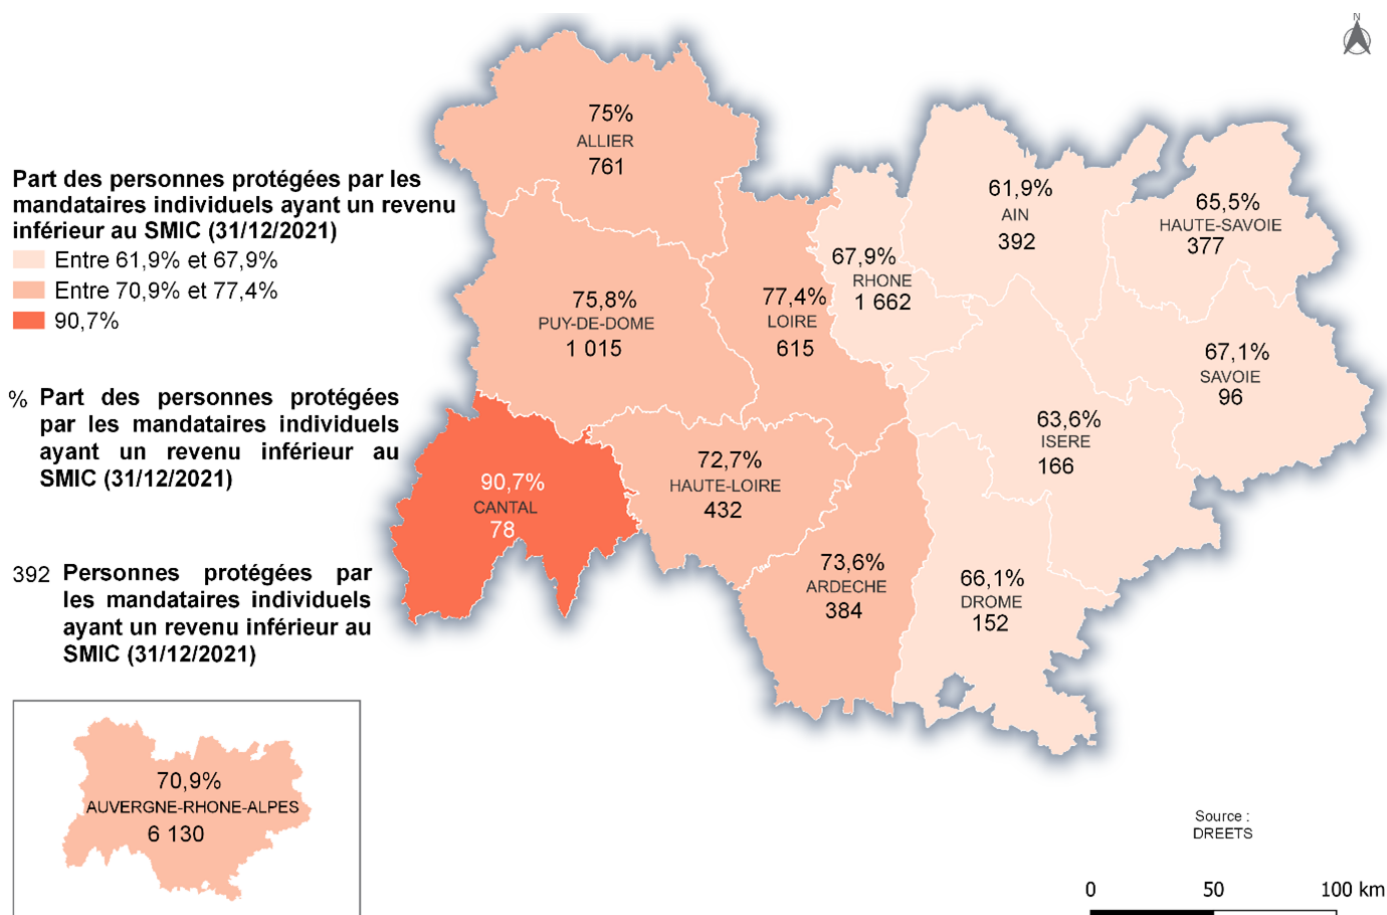 N
75%
ALLIER
761
Part des personnes protégées par les
mandataires individuels ayant un revenu
inférieur au SMIC (31/12/2021)
Entre 61,9% et 67,9%
Entre 70,9% et 77,4%
90,7%
61,9%
AIN
392
65,5%
HAUTE-SAVOIE
377
67,9%
RHONE
1 662
75,8%
PUY-DE-DOME
1 015
77,4%
LOIRE
615
67,1%
SAVOIE
96
% Part des personnes protégées
par les mandataires individuels
ayant un revenu inférieur au
SMIC (31/12/2021)
63,6%
ISERE
166
72,7%
HAUTE-LOIRE
432
90,7%
CANTAL
78
392 Personnes protégées par
les mandataires individuels
ayant un revenu inférieur au
SMIC (31/12/2021)
73,6%
ARDECHE
384
66,1%
DROME
152
70,9%
AUVERGNE-RHONE-ALPES
6 130
Source :
DREETS
0 50 100 km